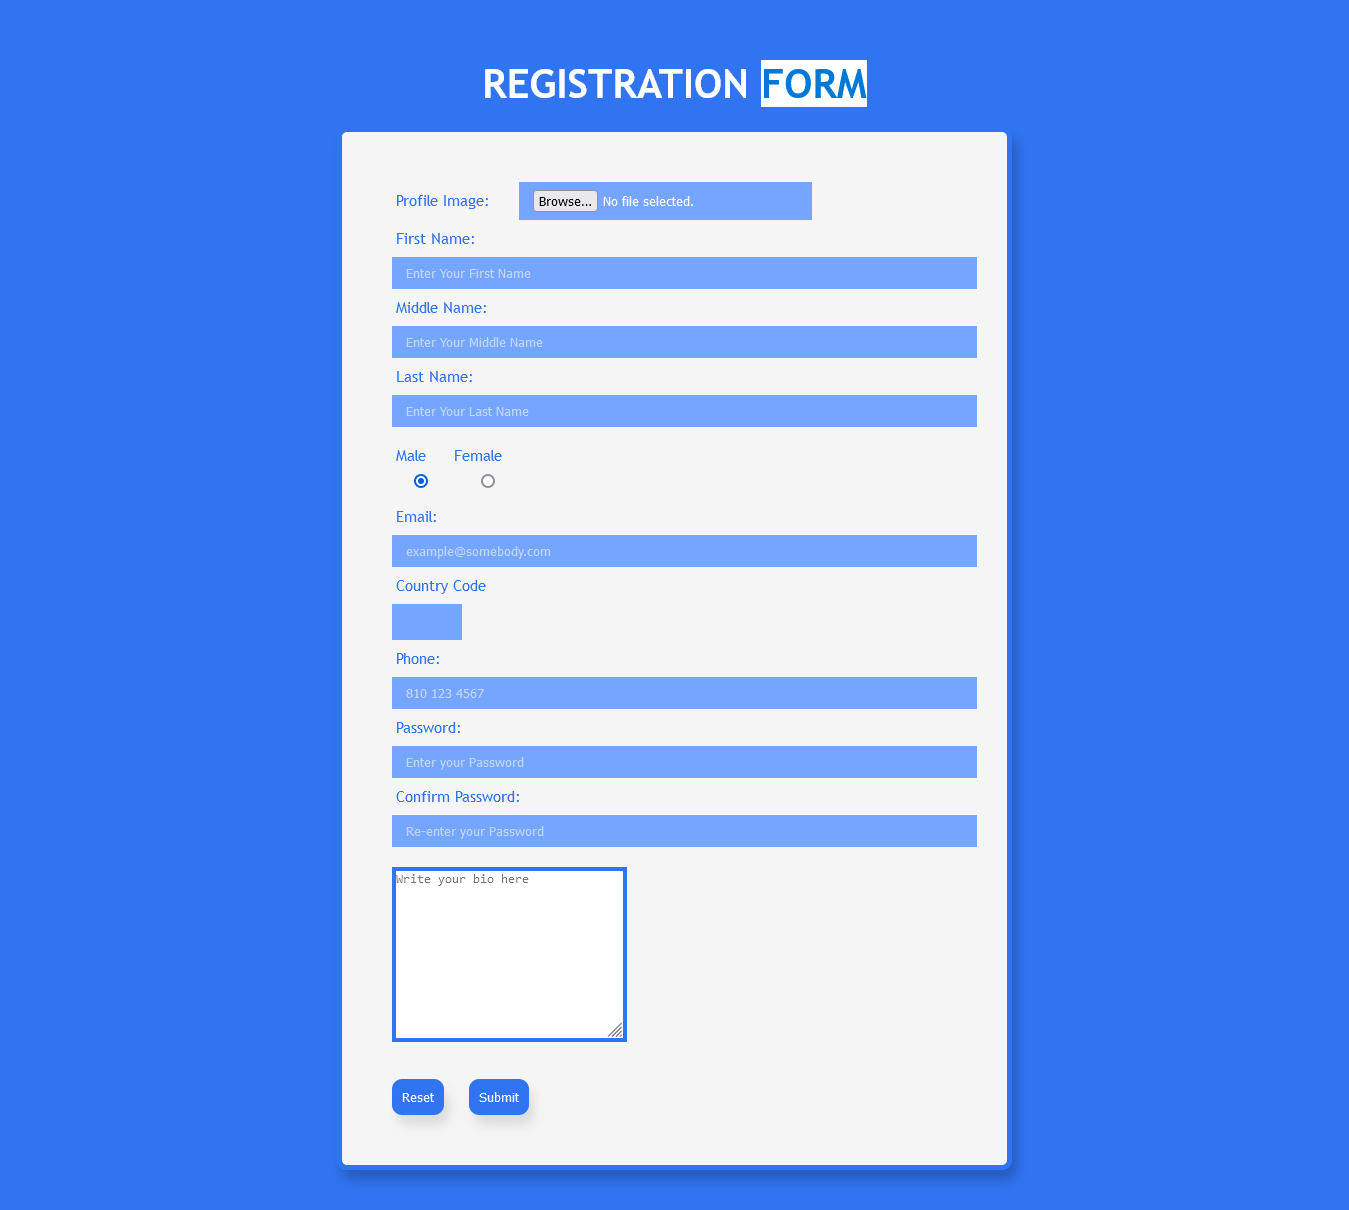 REGISTRATION FORM
Profile Image: Browse... No file selected.
First Name:
Enter Your First Name
Middle Name:
Enter Your Middle Name
Last Name:
Enter Your Last Name
Male Female
Email:
example@somebody.com
Country Code
Phone:
810 123 4567
Password:
Enter your Password
Confirm Password:
Re-enter your Password
Write your bio here
Reset Submit